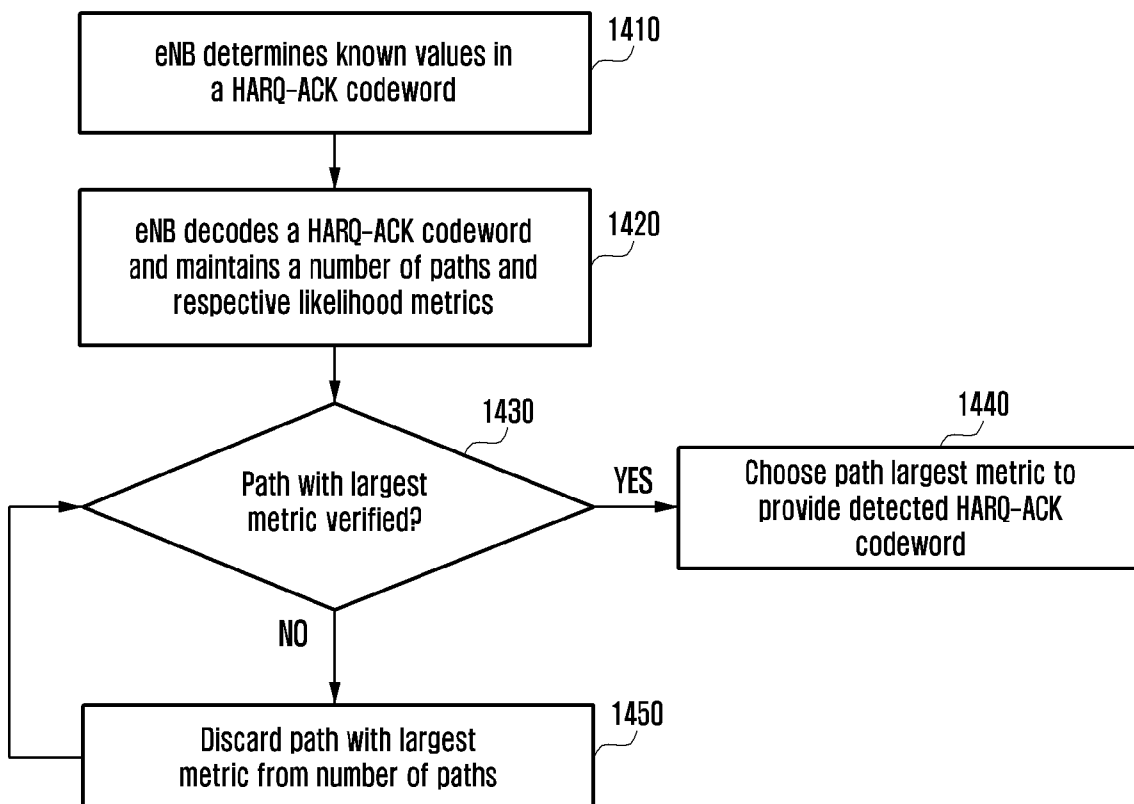 eNB determines known values in
a HARQ-ACK codeword
1410
eNB decodes a HARQ-ACK codeword
and maintains a number of paths and
respective likelihood metrics
1420
Path with largest
metric verified?
1430
YES
Choose path largest metric to
provide detected HARQ-ACK
codeword
1440
NO
Discard path with largest
metric from number of paths
1450